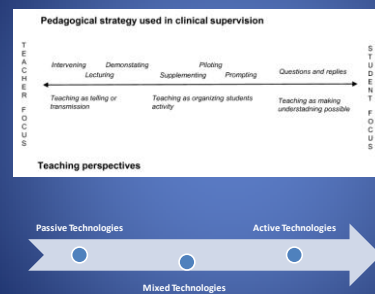 Pedagogical strategy used in clinical supervision
TEACHER FOCUS
Intervening Demonstating Piloting
Lecturing Supplementing Prompting Questions and replies
Teaching as telling or transmission
Teaching as organizing students activity
Teaching as making understadning possible
STUDENT FOCUS
Teaching perspectives
Passive Technologies
Active Technologies
Mixed Technologies